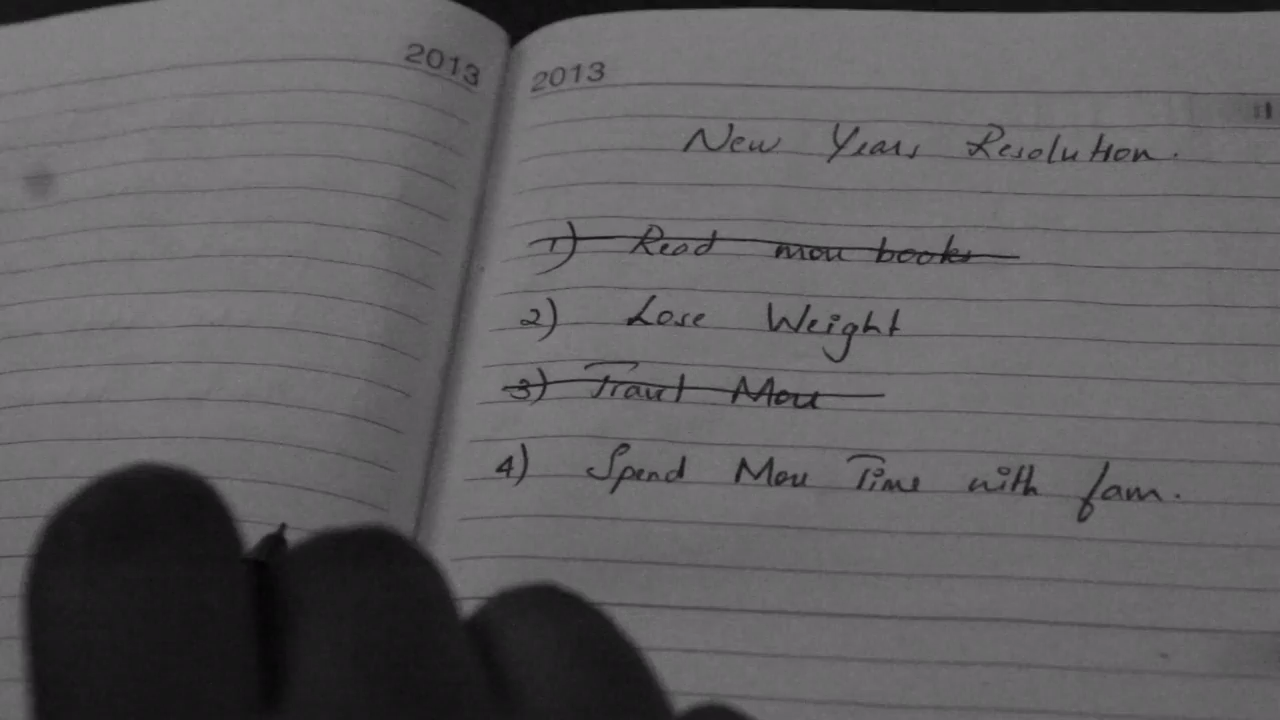 2013
2013
New Years Resolution.
1) Read more books
2) Lose Weight
3) Travel More
4) Spend More Time with fam.